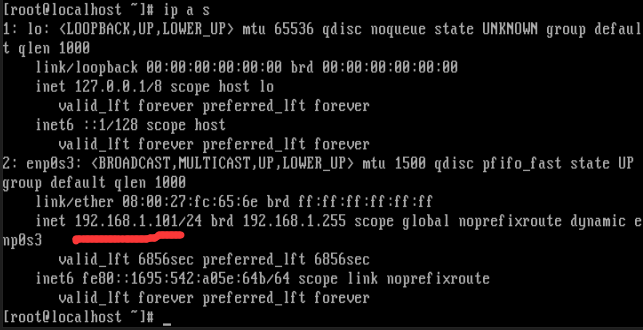 [root@localhost ~]# ip a s
1: lo: <LOOPBACK,UP,LOWER_UP> mtu 65536 qdisc noqueue state UNKNOWN group defaul
t qlen 1000
    link/loopback 00:00:00:00:00:00 brd 00:00:00:00:00:00
    inet 127.0.0.1/8 scope host lo
       valid_lft forever preferred_lft forever
    inet6 ::1/128 scope host
       valid_lft forever preferred_lft forever
2: enp0s3: <BROADCAST,MULTICAST,UP,LOWER_UP> mtu 1500 qdisc pfifo_fast state UP
group default qlen 1000
    link/ether 08:00:27:fc:65:6e brd ff:ff:ff:ff:ff:ff
    inet 192.168.1.101/24 brd 192.168.1.255 scope global noprefixroute dynamic e
np0s3
       valid_lft 6856sec preferred_lft 6856sec
    inet6 fe80::1695:542:a05e:64b/64 scope link noprefixroute
       valid_lft forever preferred_lft forever
[root@localhost ~]# _